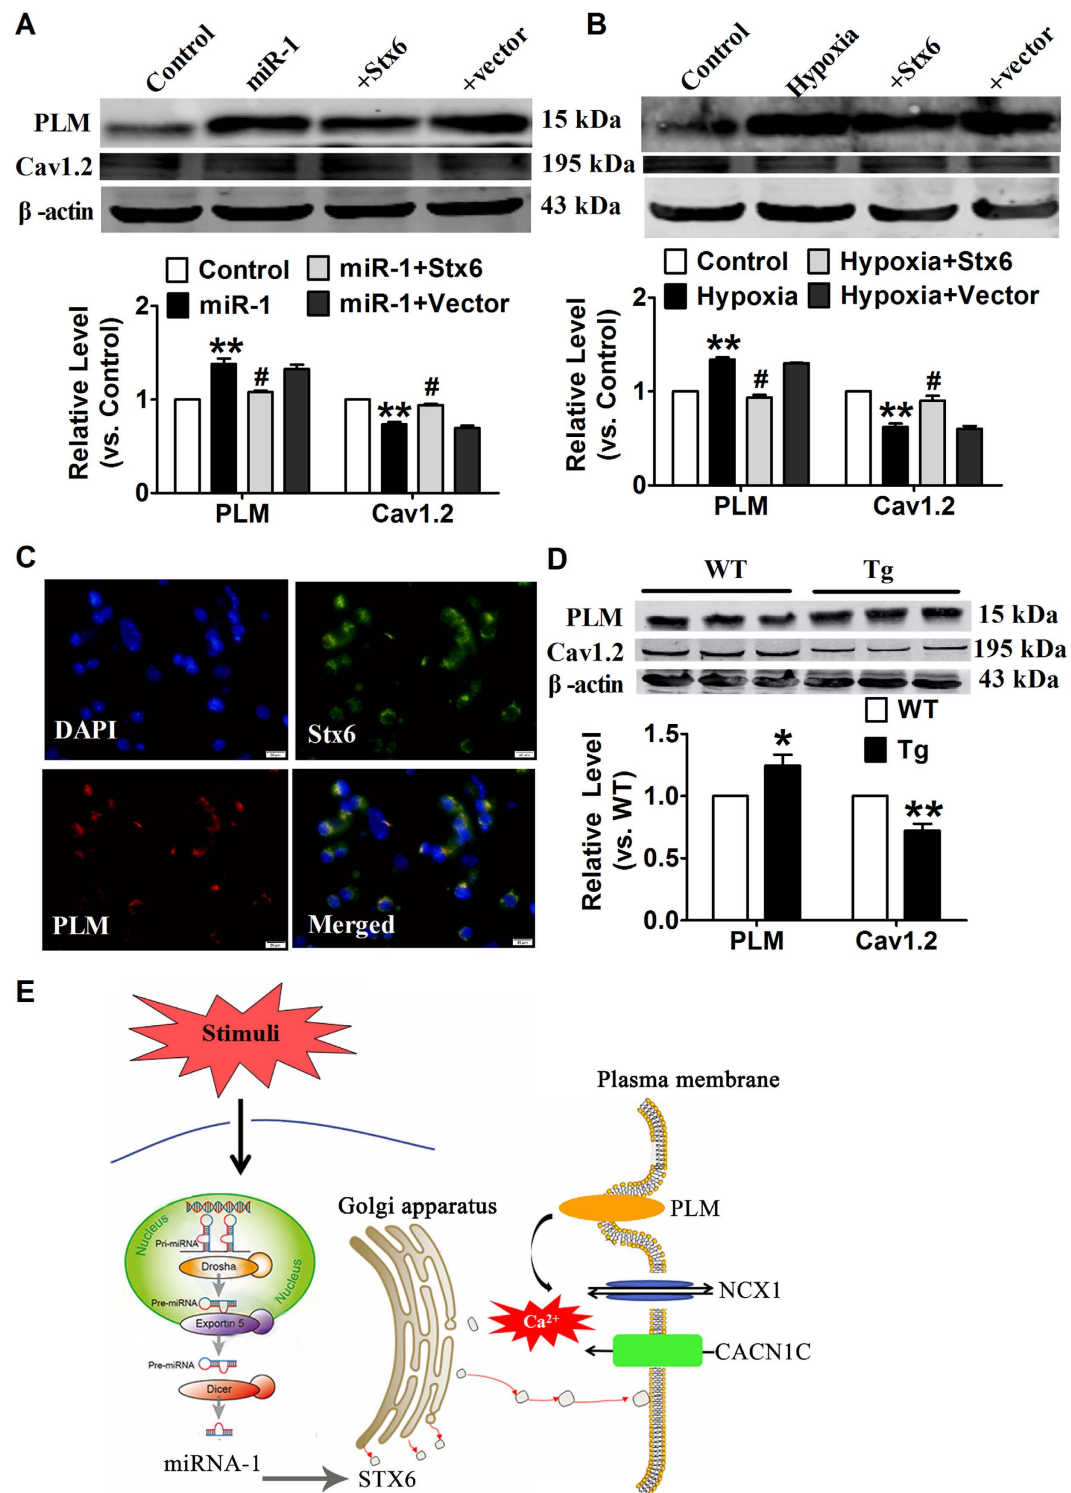 A
Control
miR-1
+Stx6
+vector
PLM
15 kDa
Cav1.2
195 kDa
β -actin
43 kDa
Control
miR-1+Stx6
miR-1
miR-1+Vector
Relative Level
(vs. Control)
2
1
0
**
#
**
#
PLM
Cav1.2
B
Control
Hypoxia
+Stx6
+vector
15 kDa
195 kDa
43 kDa
Control
Hypoxia+Stx6
Hypoxia
Hypoxia+Vector
Relative Level
(vs. Control)
2
1
0
**
#
**
#
PLM
Cav1.2
C
DAPI
Stx6
PLM
Merged
D
WT
Tg
PLM
15 kDa
Cav1.2
195 kDa
β -actin
43 kDa
WT
Tg
Relative Level
(vs. WT)
1.5
1.0
0.5
0.0
*
**
PLM
Cav1.2
E
Stimuli
Plasma membrane
Golgi apparatus
PLM
Nucleus
Pri-miRNA
Drosha
Nucleus
Pre-miRNA
Exportin 5
Pre-miRNA
Dicer
miRNA-1
STX6
Ca²⁺
NCX1
CACN1C